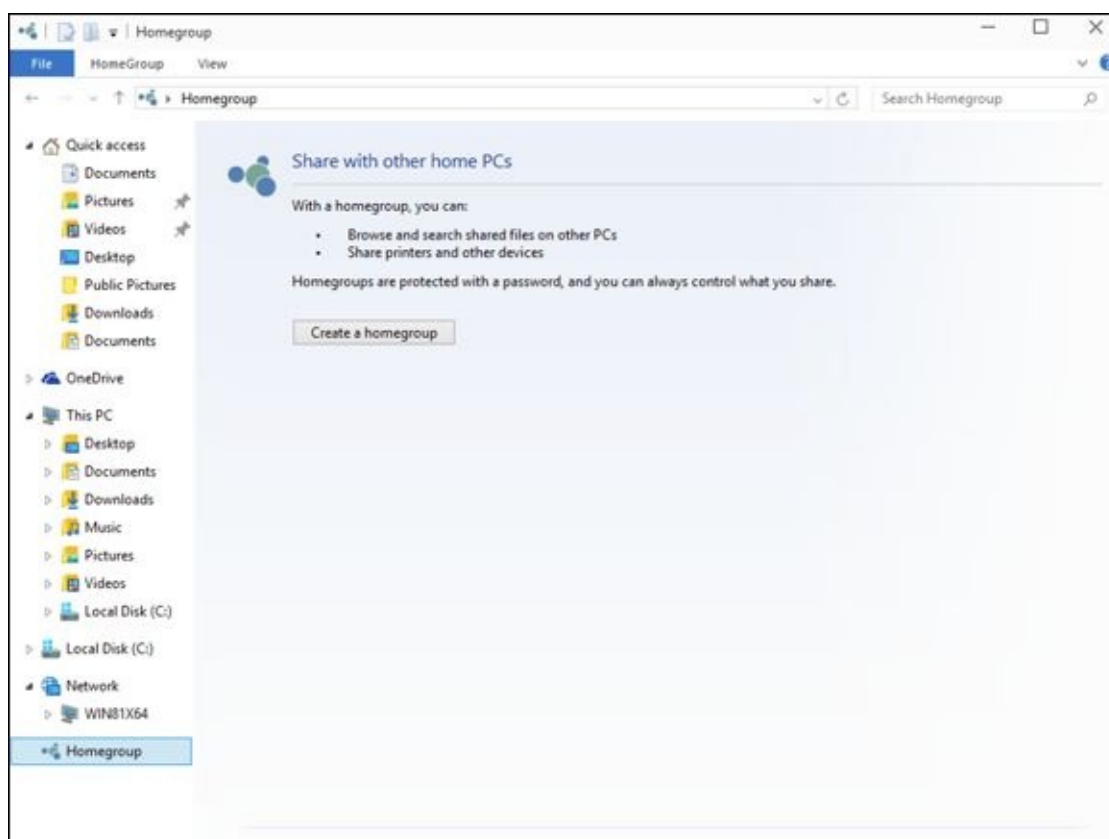 Homegroup
File HomeGroup View
Homegroup Search Homegroup
Quick access
Documents
Pictures
Videos
Desktop
Public Pictures
Downloads
Documents
OneDrive
This PC
Desktop
Documents
Downloads
Music
Pictures
Videos
Local Disk (C:)
Local Disk (C:)
Network
WIN81X64
Homegroup
Share with other home PCs
With a homegroup, you can:
• Browse and search shared files on other PCs
• Share printers and other devices
Homegroups are protected with a password, and you can always control what you share.
Create a homegroup